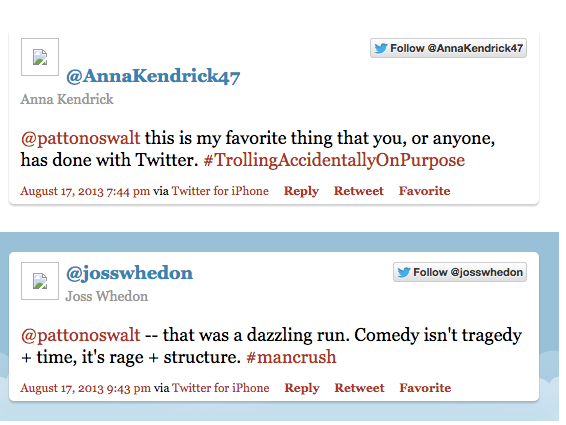 Follow @AnnaKendrick47
@AnnaKendrick47
Anna Kendrick
@pattonoswalt this is my favorite thing that you, or anyone,
has done with Twitter. #TrollingAccidentallyOnPurpose
August 17, 2013 7:44 pm via Twitter for iPhone Reply Retweet Favorite
@josswhedon Follow @josswhedon
Joss Whedon
@pattonoswalt -- that was a dazzling run. Comedy isn't tragedy
+ time, it's rage + structure. #mancrush
August 17, 2013 9:43 pm via Twitter for iPhone Reply Retweet Favorite